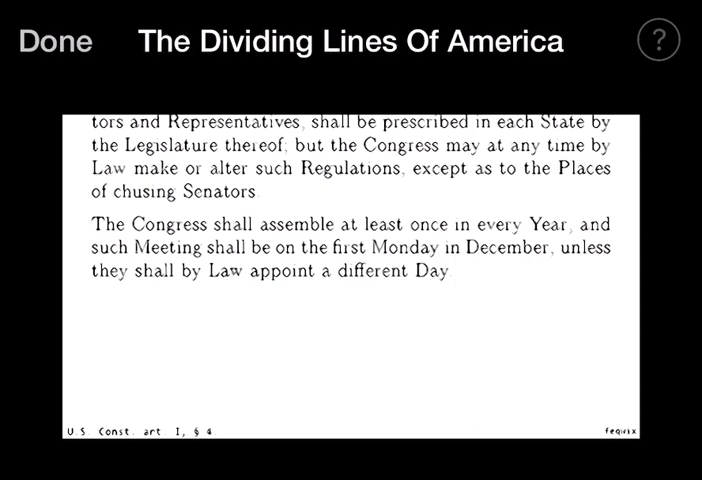 Done The Dividing Lines Of America ?
tors and Representatives, shall be prescribed in each State by
the Legislature thereof; but the Congress may at any time by
Law make or alter such Regulations, except as to the Places
of chusing Senators.
The Congress shall assemble at least once in every Year, and
such Meeting shall be on the first Monday in December, unless
they shall by Law appoint a different Day.
U.S. Const. art. I, § 4